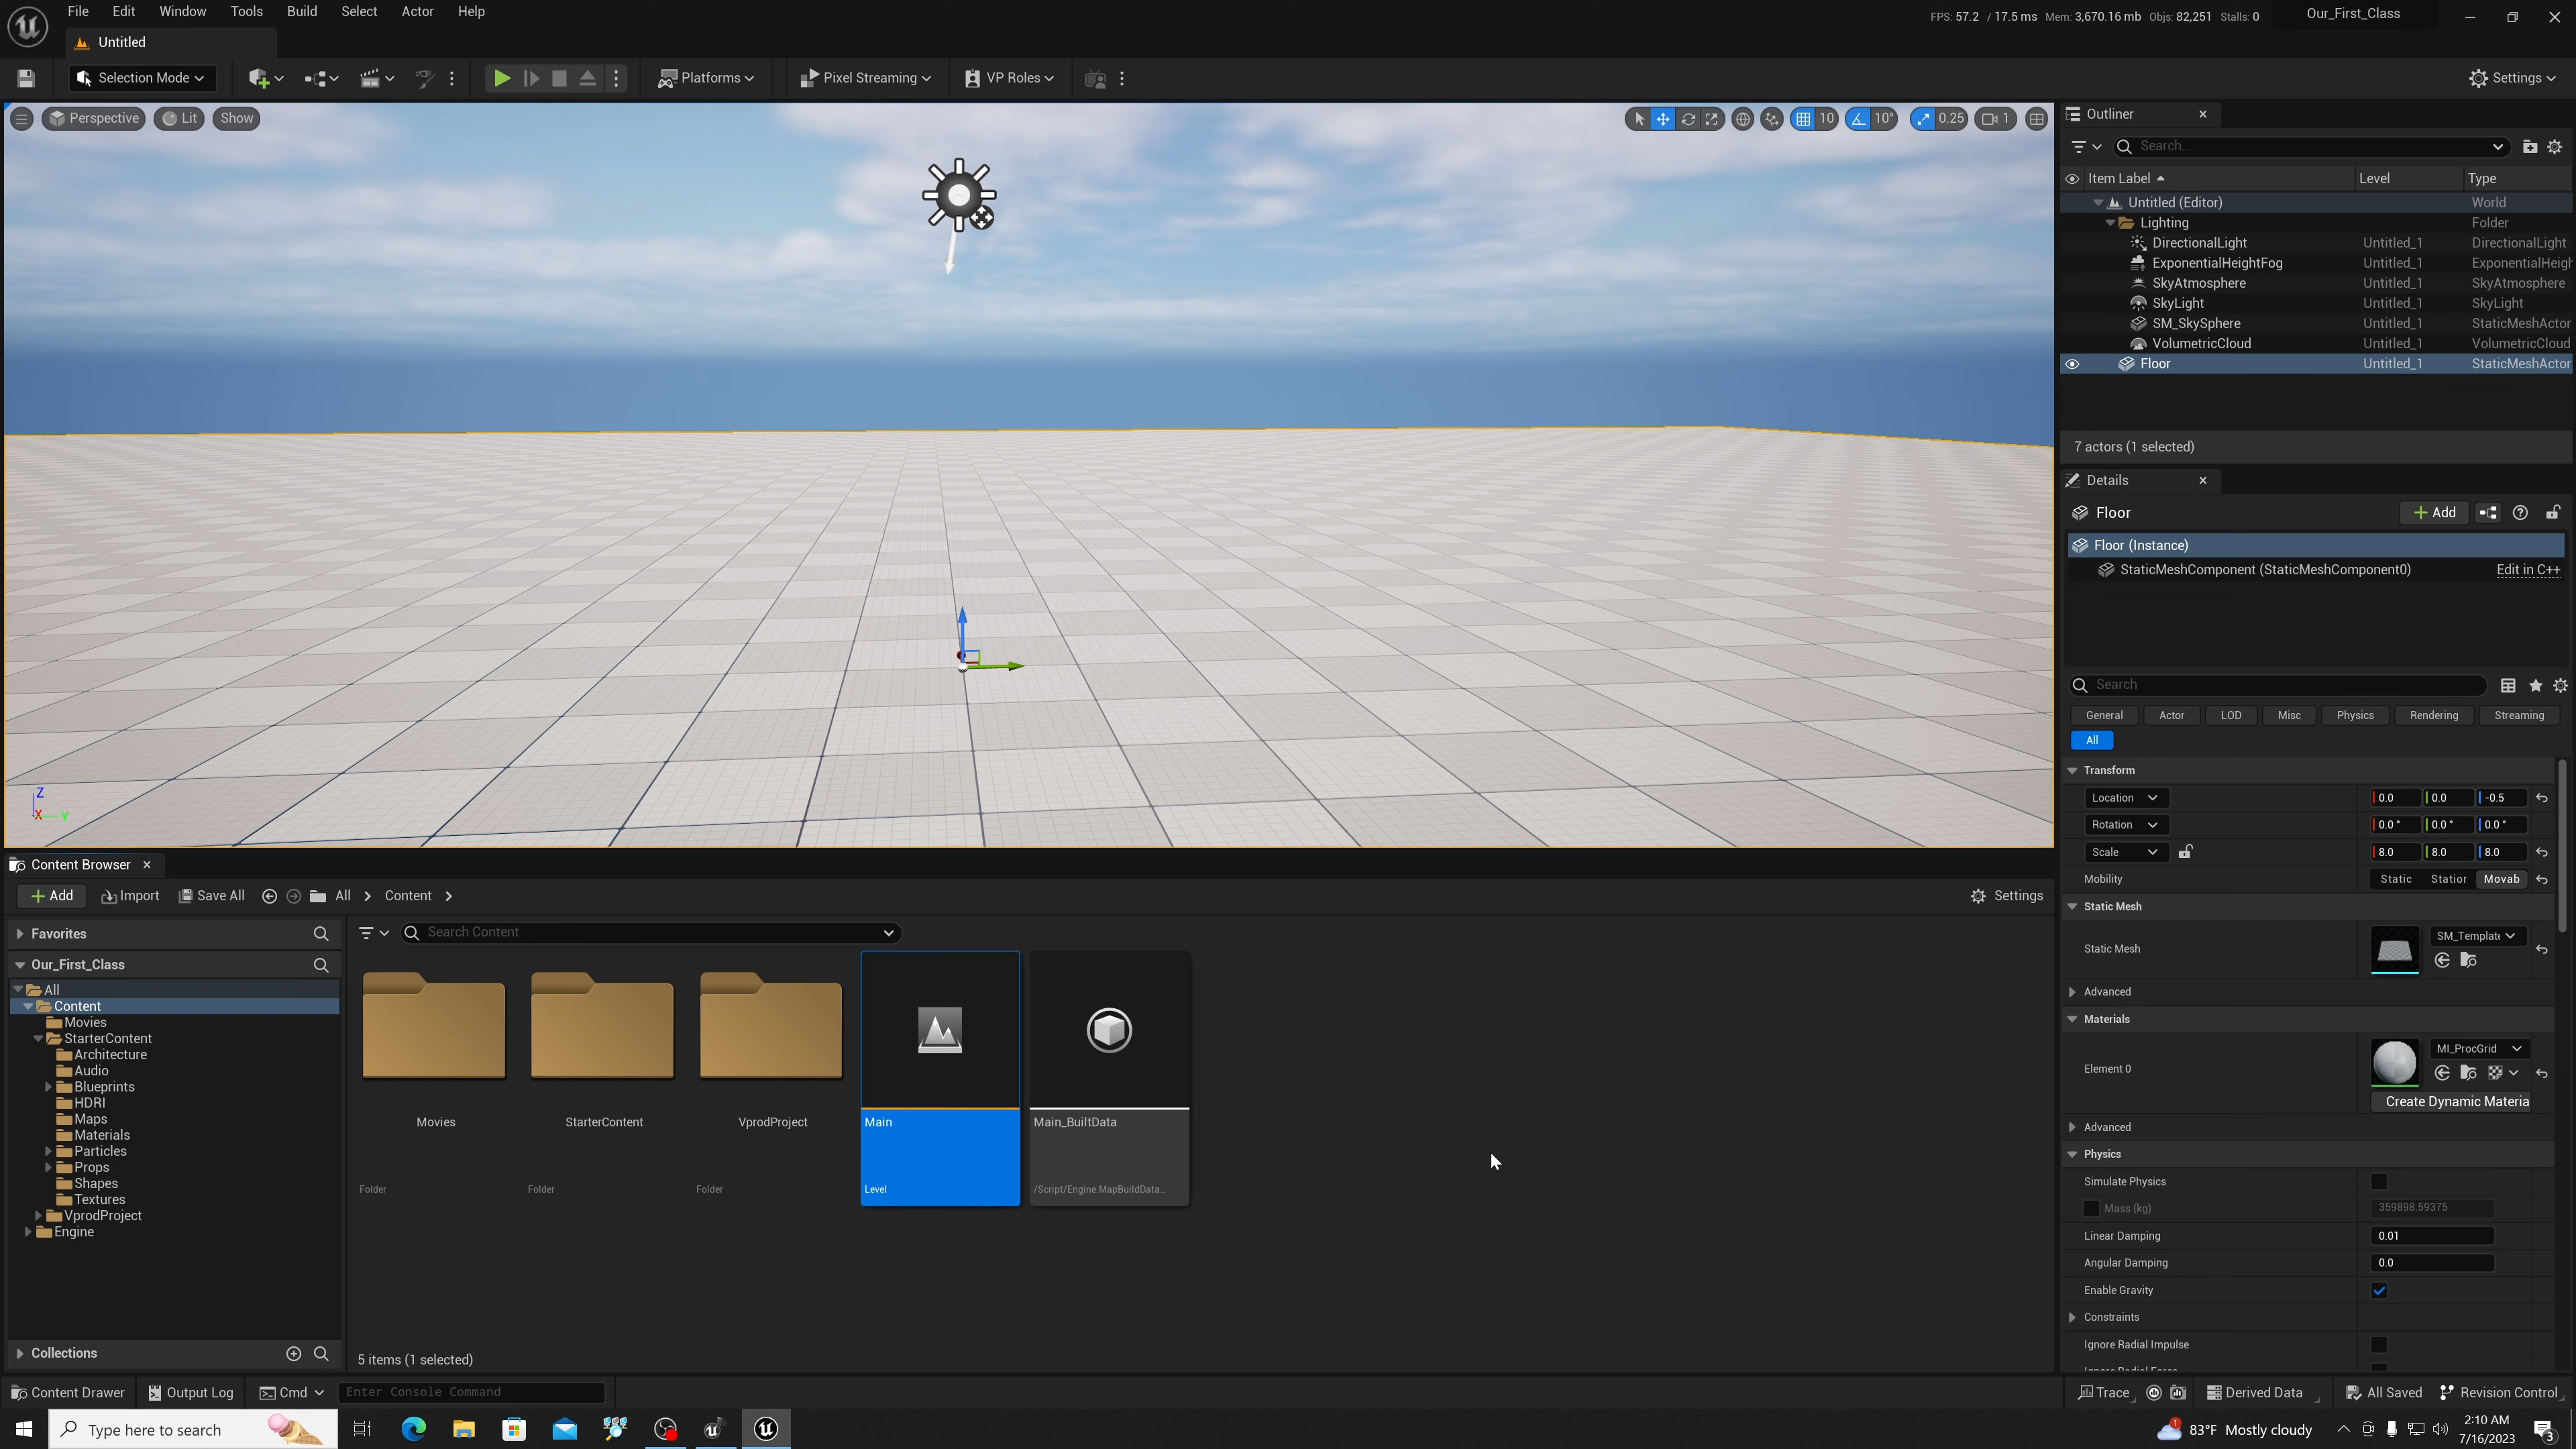 File Edit Window Tools Build Select Actor Help
FPS: 57.2 / 17.5 ms Mem: 3,670.16 mb Objs: 82,251 Stalls: 0
Our_First_Class
Untitled
Selection Mode
Platforms
Pixel Streaming
VP Roles
Settings
Perspective Lit Show
10 10° 0.25 1
Z
X Y
Outliner
Search...
Item Label Level Type
Untitled (Editor) World
Lighting Folder
DirectionalLight Untitled_1 DirectionalLight
ExponentialHeightFog Untitled_1 ExponentialHeigh
SkyAtmosphere Untitled_1 SkyAtmosphere
SkyLight Untitled_1 SkyLight
SM_SkySphere Untitled_1 StaticMeshActor
VolumetricCloud Untitled_1 VolumetricCloud
Floor Untitled_1 StaticMeshActor
7 actors (1 selected)
Details
Floor
Add
Floor (Instance)
StaticMeshComponent (StaticMeshComponent0) Edit in C++
Search
General Actor LOD Misc Physics Rendering Streaming
All
Transform
Location 0.0 0.0 -0.5
Rotation 0.0 ° 0.0 ° 0.0 °
Scale 8.0 8.0 8.0
Mobility Static Station Movab
Static Mesh
Static Mesh SM_Template
Advanced
Materials
Element 0 MI_ProcGrid
Create Dynamic Materia
Advanced
Physics
Simulate Physics
Mass (kg) 359898.59375
Linear Damping 0.01
Angular Damping 0.0
Enable Gravity
Constraints
Ignore Radial Impulse
Ignore Radial Force
Content Browser
Add Import Save All All Content
Settings
Favorites
Our_First_Class
All
Content
Movies
StarterContent
Architecture
Audio
Blueprints
HDRI
Maps
Materials
Particles
Props
Shapes
Textures
VprodProject
Engine
Collections
Search Content
Movies
Folder
StarterContent
Folder
VprodProject
Folder
Main
Level
Main_BuiltData
/Script/Engine.MapBuildData...
5 items (1 selected)
Content Drawer Output Log Cmd Enter Console Command
Trace Derived Data All Saved Revision Control
Type here to search
1
83°F Mostly cloudy
2:10 AM
7/16/2023
3